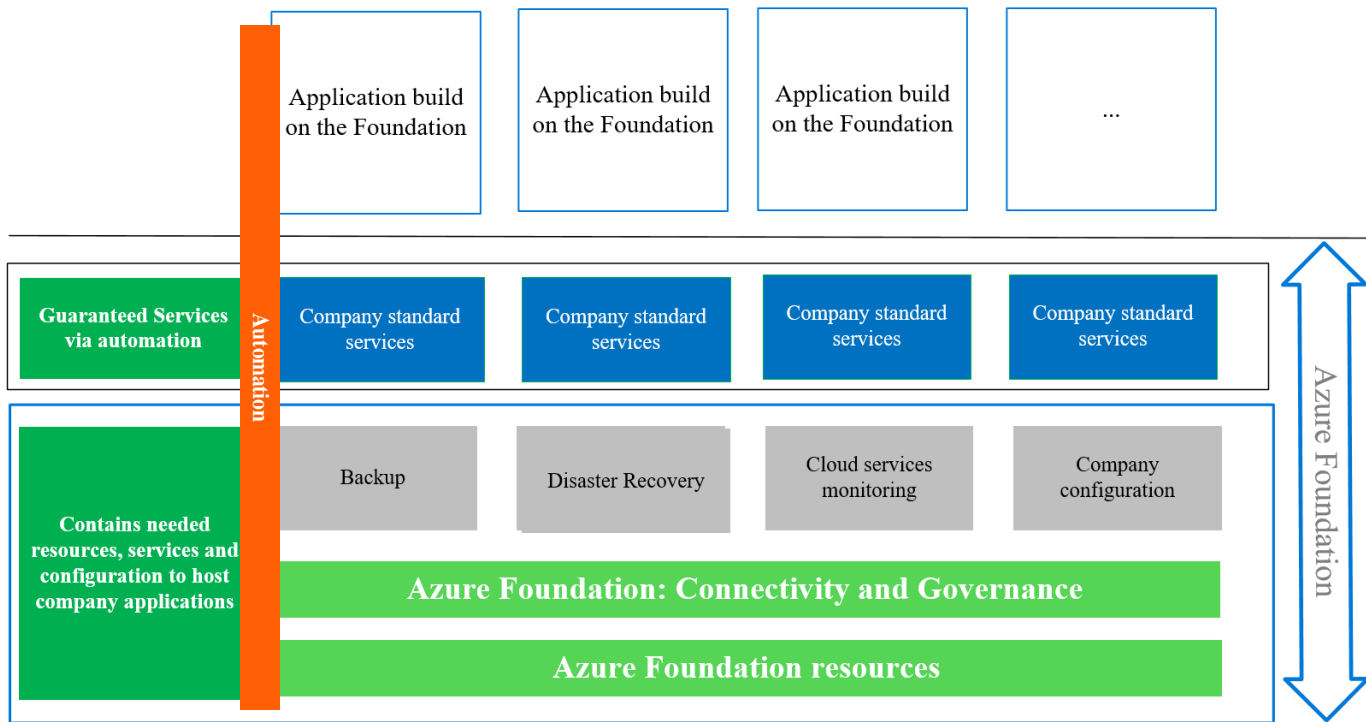 Application build
on the Foundation
Application build
on the Foundation
Application build
on the Foundation
...
Guaranteed Services
via automation
Automation
Company standard
services
Company standard
services
Company standard
services
Company standard
services
Azure Foundation
Contains needed
resources, services and
configuration to host
company applications
Backup
Disaster Recovery
Cloud services
monitoring
Company
configuration
Azure Foundation: Connectivity and Governance
Azure Foundation resources